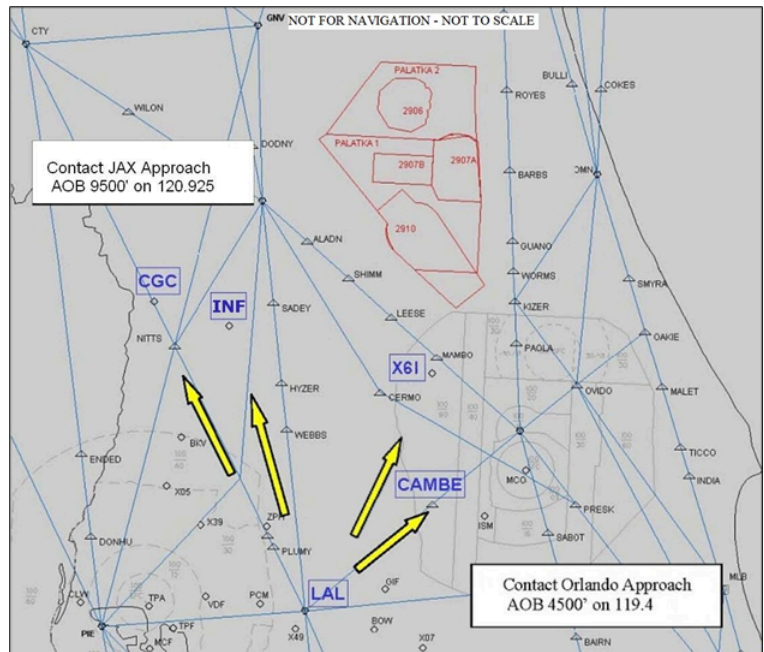 NOT FOR NAVIGATION - NOT TO SCALE
CTY
GNV
WILON
PALATKA 2
2906
ROYES
BULLI
COKES
DODNY
PALATKA 1
2907B
2907A
BARBS
OMN
Contact JAX Approach
AOB 9500' on 120.925
2910
ALADN
GUANO
SHIMM
WORMS
SMYRA
CGC
INF
SADEY
LEESE
KIZER
NITTS
X6I
MAMBO
PAOLA
OAKIE
HYZER
CERMO
OVIDO
MALET
WEBBS
BKV
ENDED
MCO
TICCO
INDIA
X05
CAMBE
PRESK
X39
ZPH
ISM
DONHU
PLUMY
SABOT
LAL
GIF
Contact Orlando Approach
AOB 4500' on 119.4
MLB
CLW
TPA
VDF
PCM
PIE
TPF
MCF
X49
BOW
X07
BAIRN